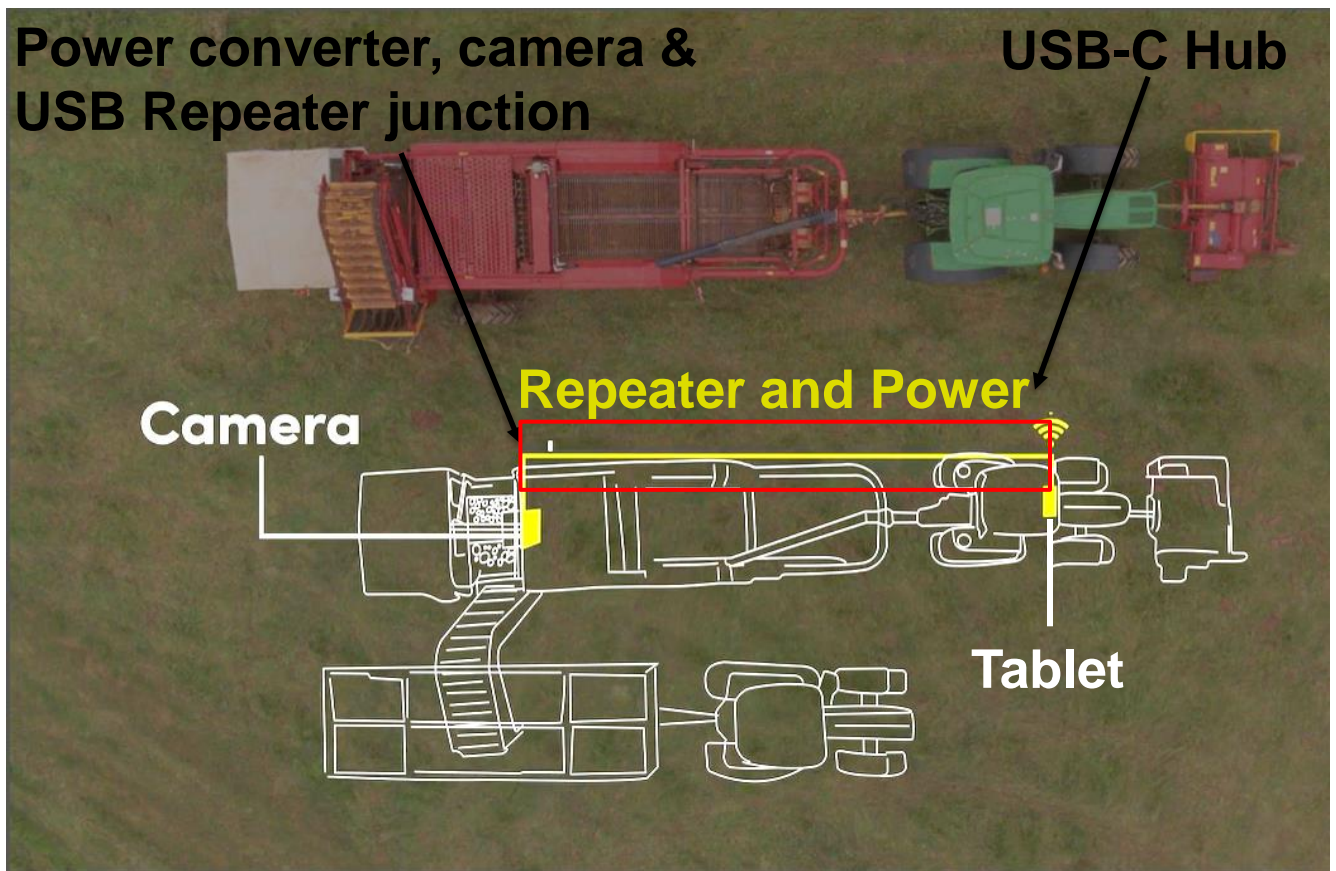 Power converter, camera &
USB Repeater junction
USB-C Hub
Repeater and Power
Camera
Tablet